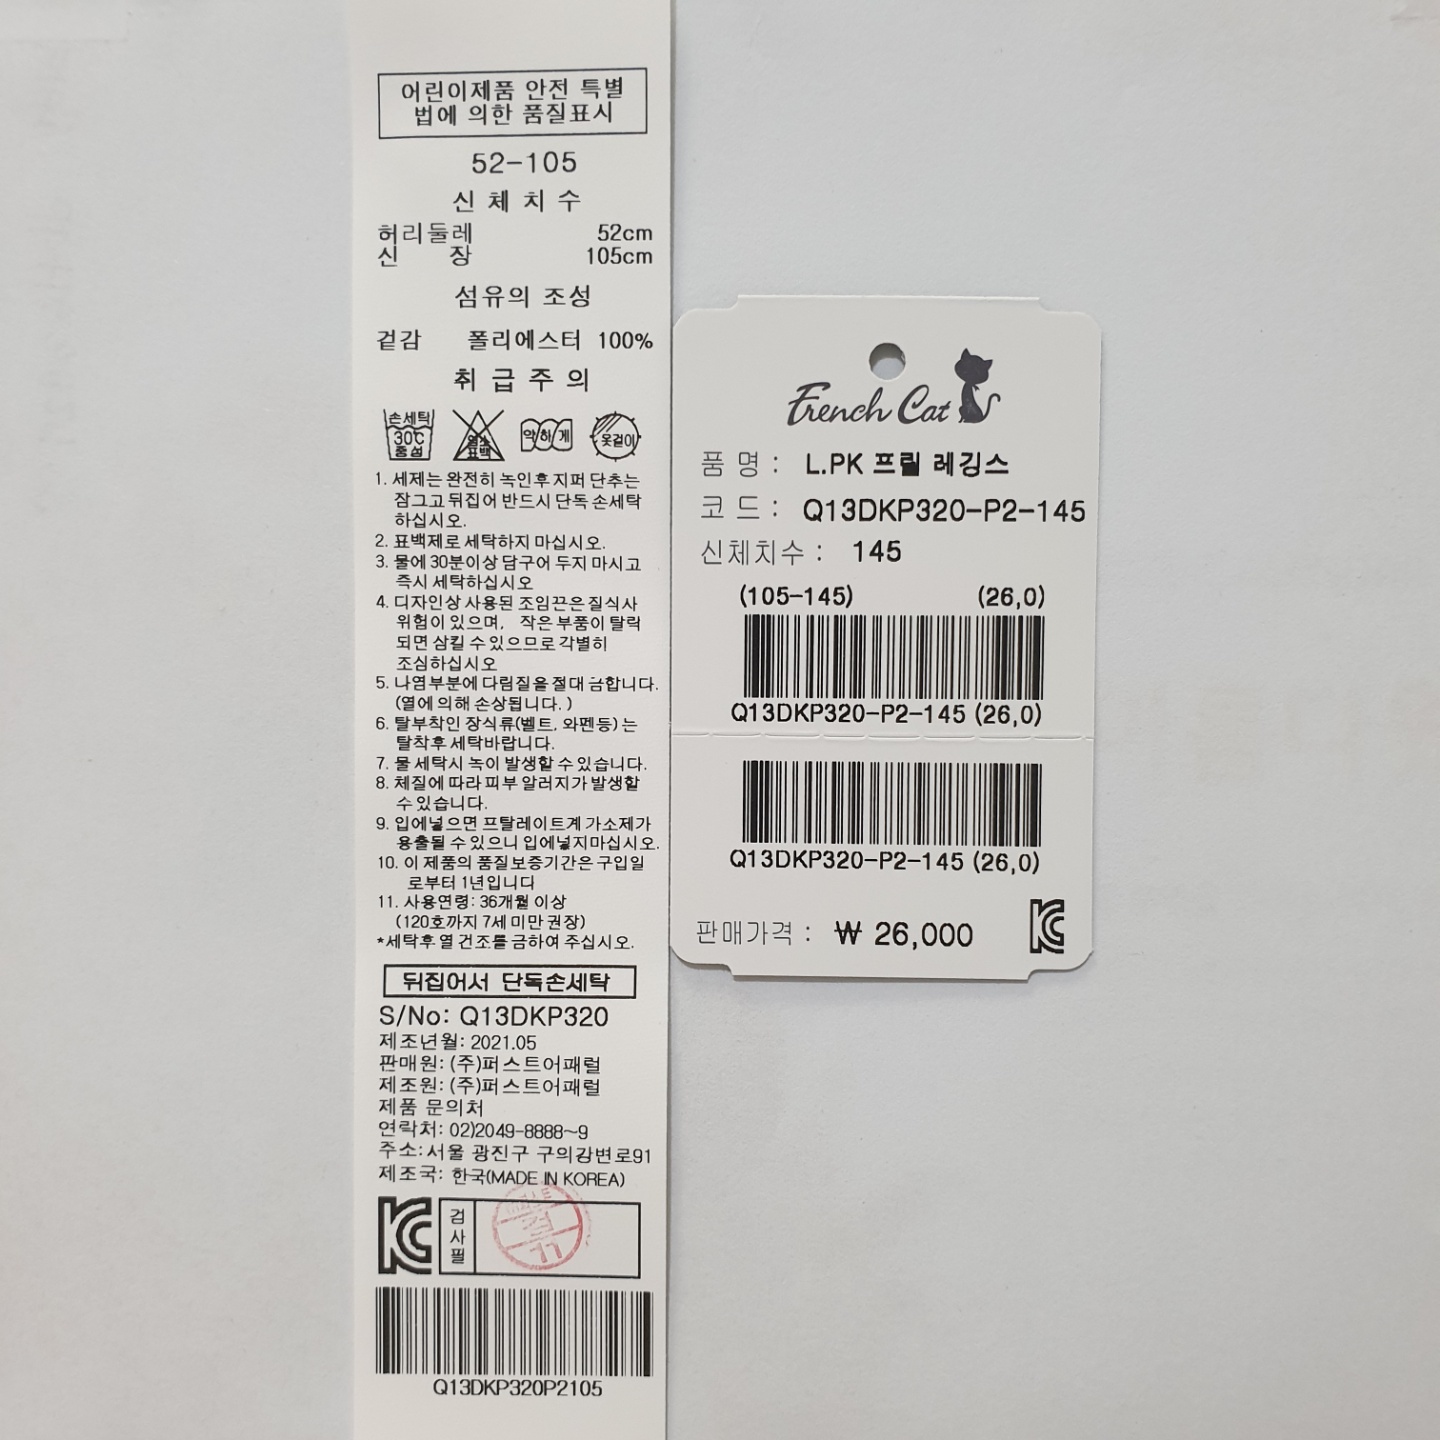 어린이제품 안전 특별
법에 의한 품질표시
52-105
신 체 치 수
허리둘레 52cm
신 장 105cm
섬유의 조성
겉감 폴리에스터 100%
취 급 주 의
손세탁
30℃
중성
염소
표백
약하게
옷걸이
1. 세제는 완전히 녹인후 지퍼 단추는
잠그고 뒤집어 반드시 단독 손세탁
하십시오.
2. 표백제로 세탁하지 마십시오.
3. 물에 30분이상 담구어 두지 마시고
즉시 세탁하십시오
4. 디자인상 사용된 조임끈은 질식사
위험이 있으며, 작은 부품이 탈락
되면 삼킬 수 있으므로 각별히
조심하십시오
5. 나염부분에 다림질을 절대 금합니다.
(열에 의해 손상됩니다. )
6. 탈부착인 장식류(벨트, 와펜등) 는
탈착후 세탁바랍니다.
7. 물 세탁시 녹이 발생할 수 있습니다.
8. 체질에 따라 피부 알러지가 발생할
수 있습니다.
9. 입에넣으면 프탈레이트계 가소제가
용출될 수 있으니 입에넣지마십시오.
10. 이 제품의 품질보증기간은 구입일
로부터 1년입니다
11. 사용연령: 36개월 이상
(120호까지 7세 미만 권장)
*세탁후 열 건조를 금하여 주십시오.
뒤집어서 단독손세탁
S/No: Q13DKP320
제조년월: 2021.05
판매원: (주)퍼스트어패럴
제조원: (주)퍼스트어패럴
제품 문의처
연락처: 02)2049-8888~9
주소: 서울 광진구 구의강변로91
제조국: 한국(MADE IN KOREA)
KC
검사필
Q13DKP320P2105
French Cat
품 명 : L.PK 프릴 레깅스
코 드 : Q13DKP320-P2-145
신체치수 : 145
(105-145) (26,0)
Q13DKP320-P2-145 (26,0)
Q13DKP320-P2-145 (26,0)
판매가격 : ₩ 26,000
KC